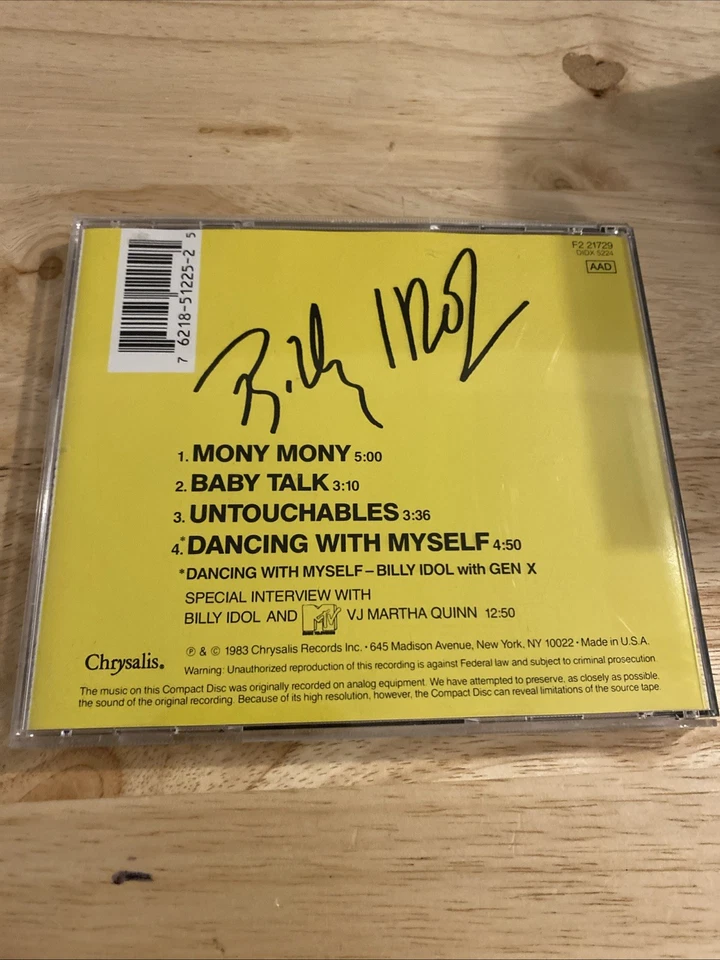 7 6218-51225-2 5
F2 21729
DIDX 5224
AAD
Billy Idol
1. MONY MONY 5:00
2. BABY TALK 3:10
3. UNTOUCHABLES 3:36
4.* DANCING WITH MYSELF 4:50
*DANCING WITH MYSELF – BILLY IDOL with GEN X
SPECIAL INTERVIEW WITH
BILLY IDOL AND MTV VJ MARTHA QUINN 12:50
MUSIC TELEVISION
Chrysalis.
℗ & © 1983 Chrysalis Records Inc. • 645 Madison Avenue, New York, NY 10022 • Made in U.S.A.
Warning: Unauthorized reproduction of this recording is against Federal law and subject to criminal prosecution
The music on this Compact Disc was originally recorded on analog equipment. We have attempted to preserve, as closely as possible,
the sound of the original recording. Because of its high resolution, however, the Compact Disc can reveal limitations of the source tape.